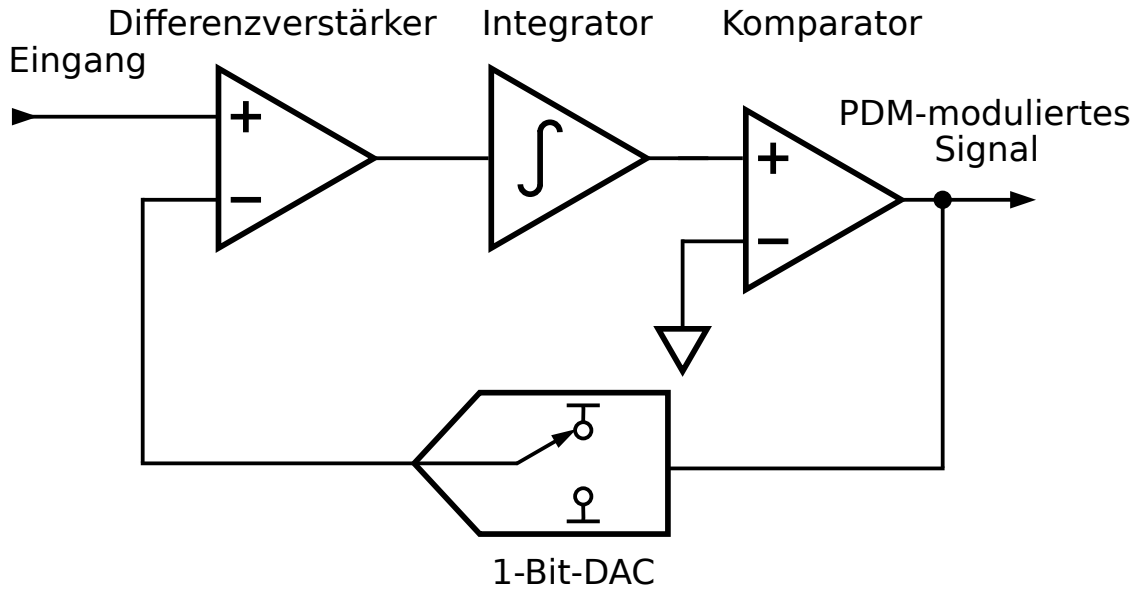 Differenzverstärker
Integrator
Komparator
Eingang
+
−
∫
PDM-moduliertes
Signal
+
−
1-Bit-DAC